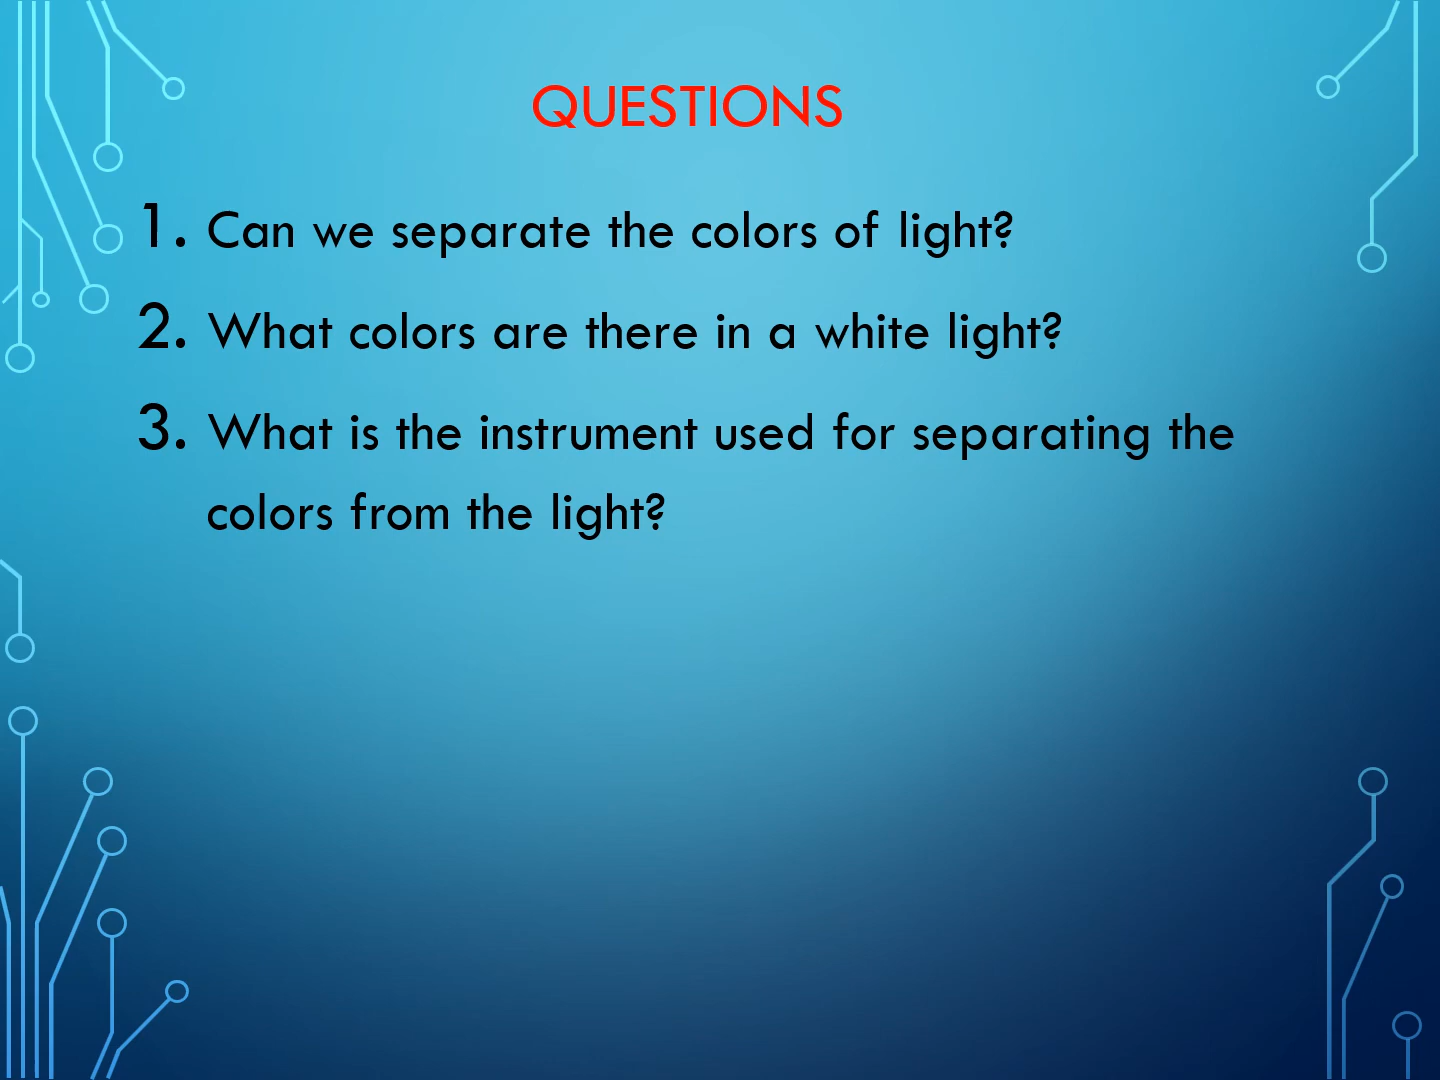 QUESTIONS
1. Can we separate the colors of light?
2. What colors are there in a white light?
3. What is the instrument used for separating the
colors from the light?